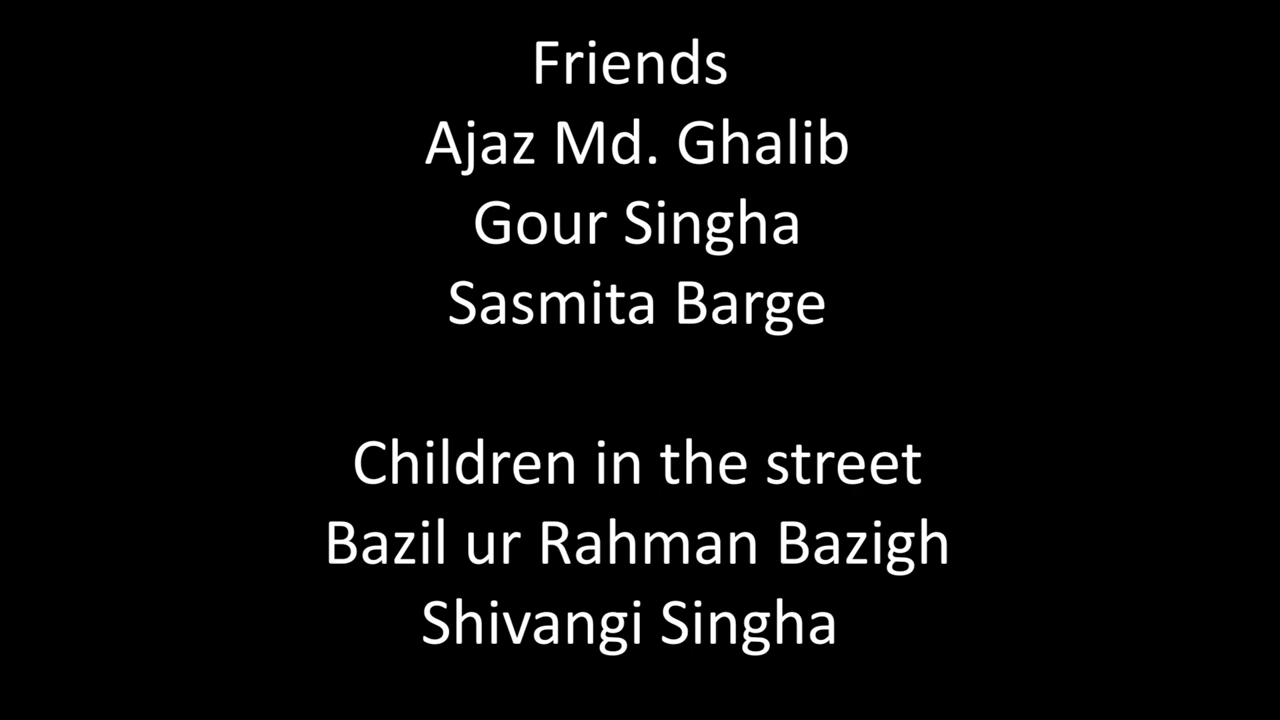 Friends
Ajaz Md. Ghalib
Gour Singha
Sasmita Barge
Children in the street
Bazil ur Rahman Bazigh
Shivangi Singha